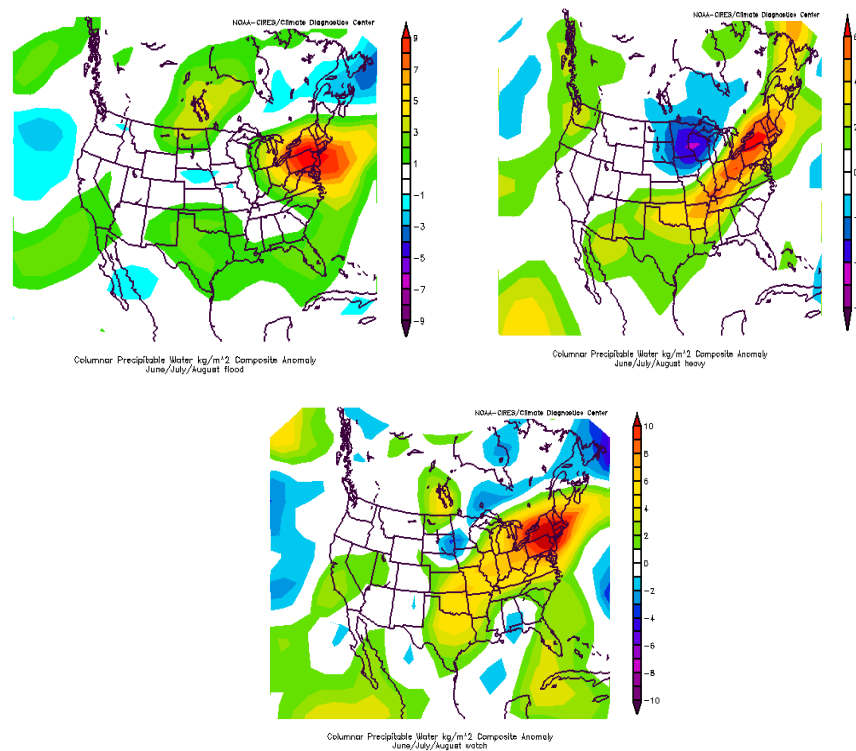 NOAA-CIRES/Climate Diagnostics Center
9
7
5
3
1
-1
-3
-5
-7
-9
Columnar Precipitable Water kg/m^2 Composite Anomaly
June/July/August flood
NOAA-CIRES/Climate Diagnostics Center
Columnar Precipitable Water kg/m^2 Composite Anomaly
June/July/August heavy
NOAA-CIRES/Climate Diagnostics Center
10
8
6
4
2
0
-2
-4
-6
-8
-10
Columnar Precipitable Water kg/m^2 Composite Anomaly
June/July/August watch